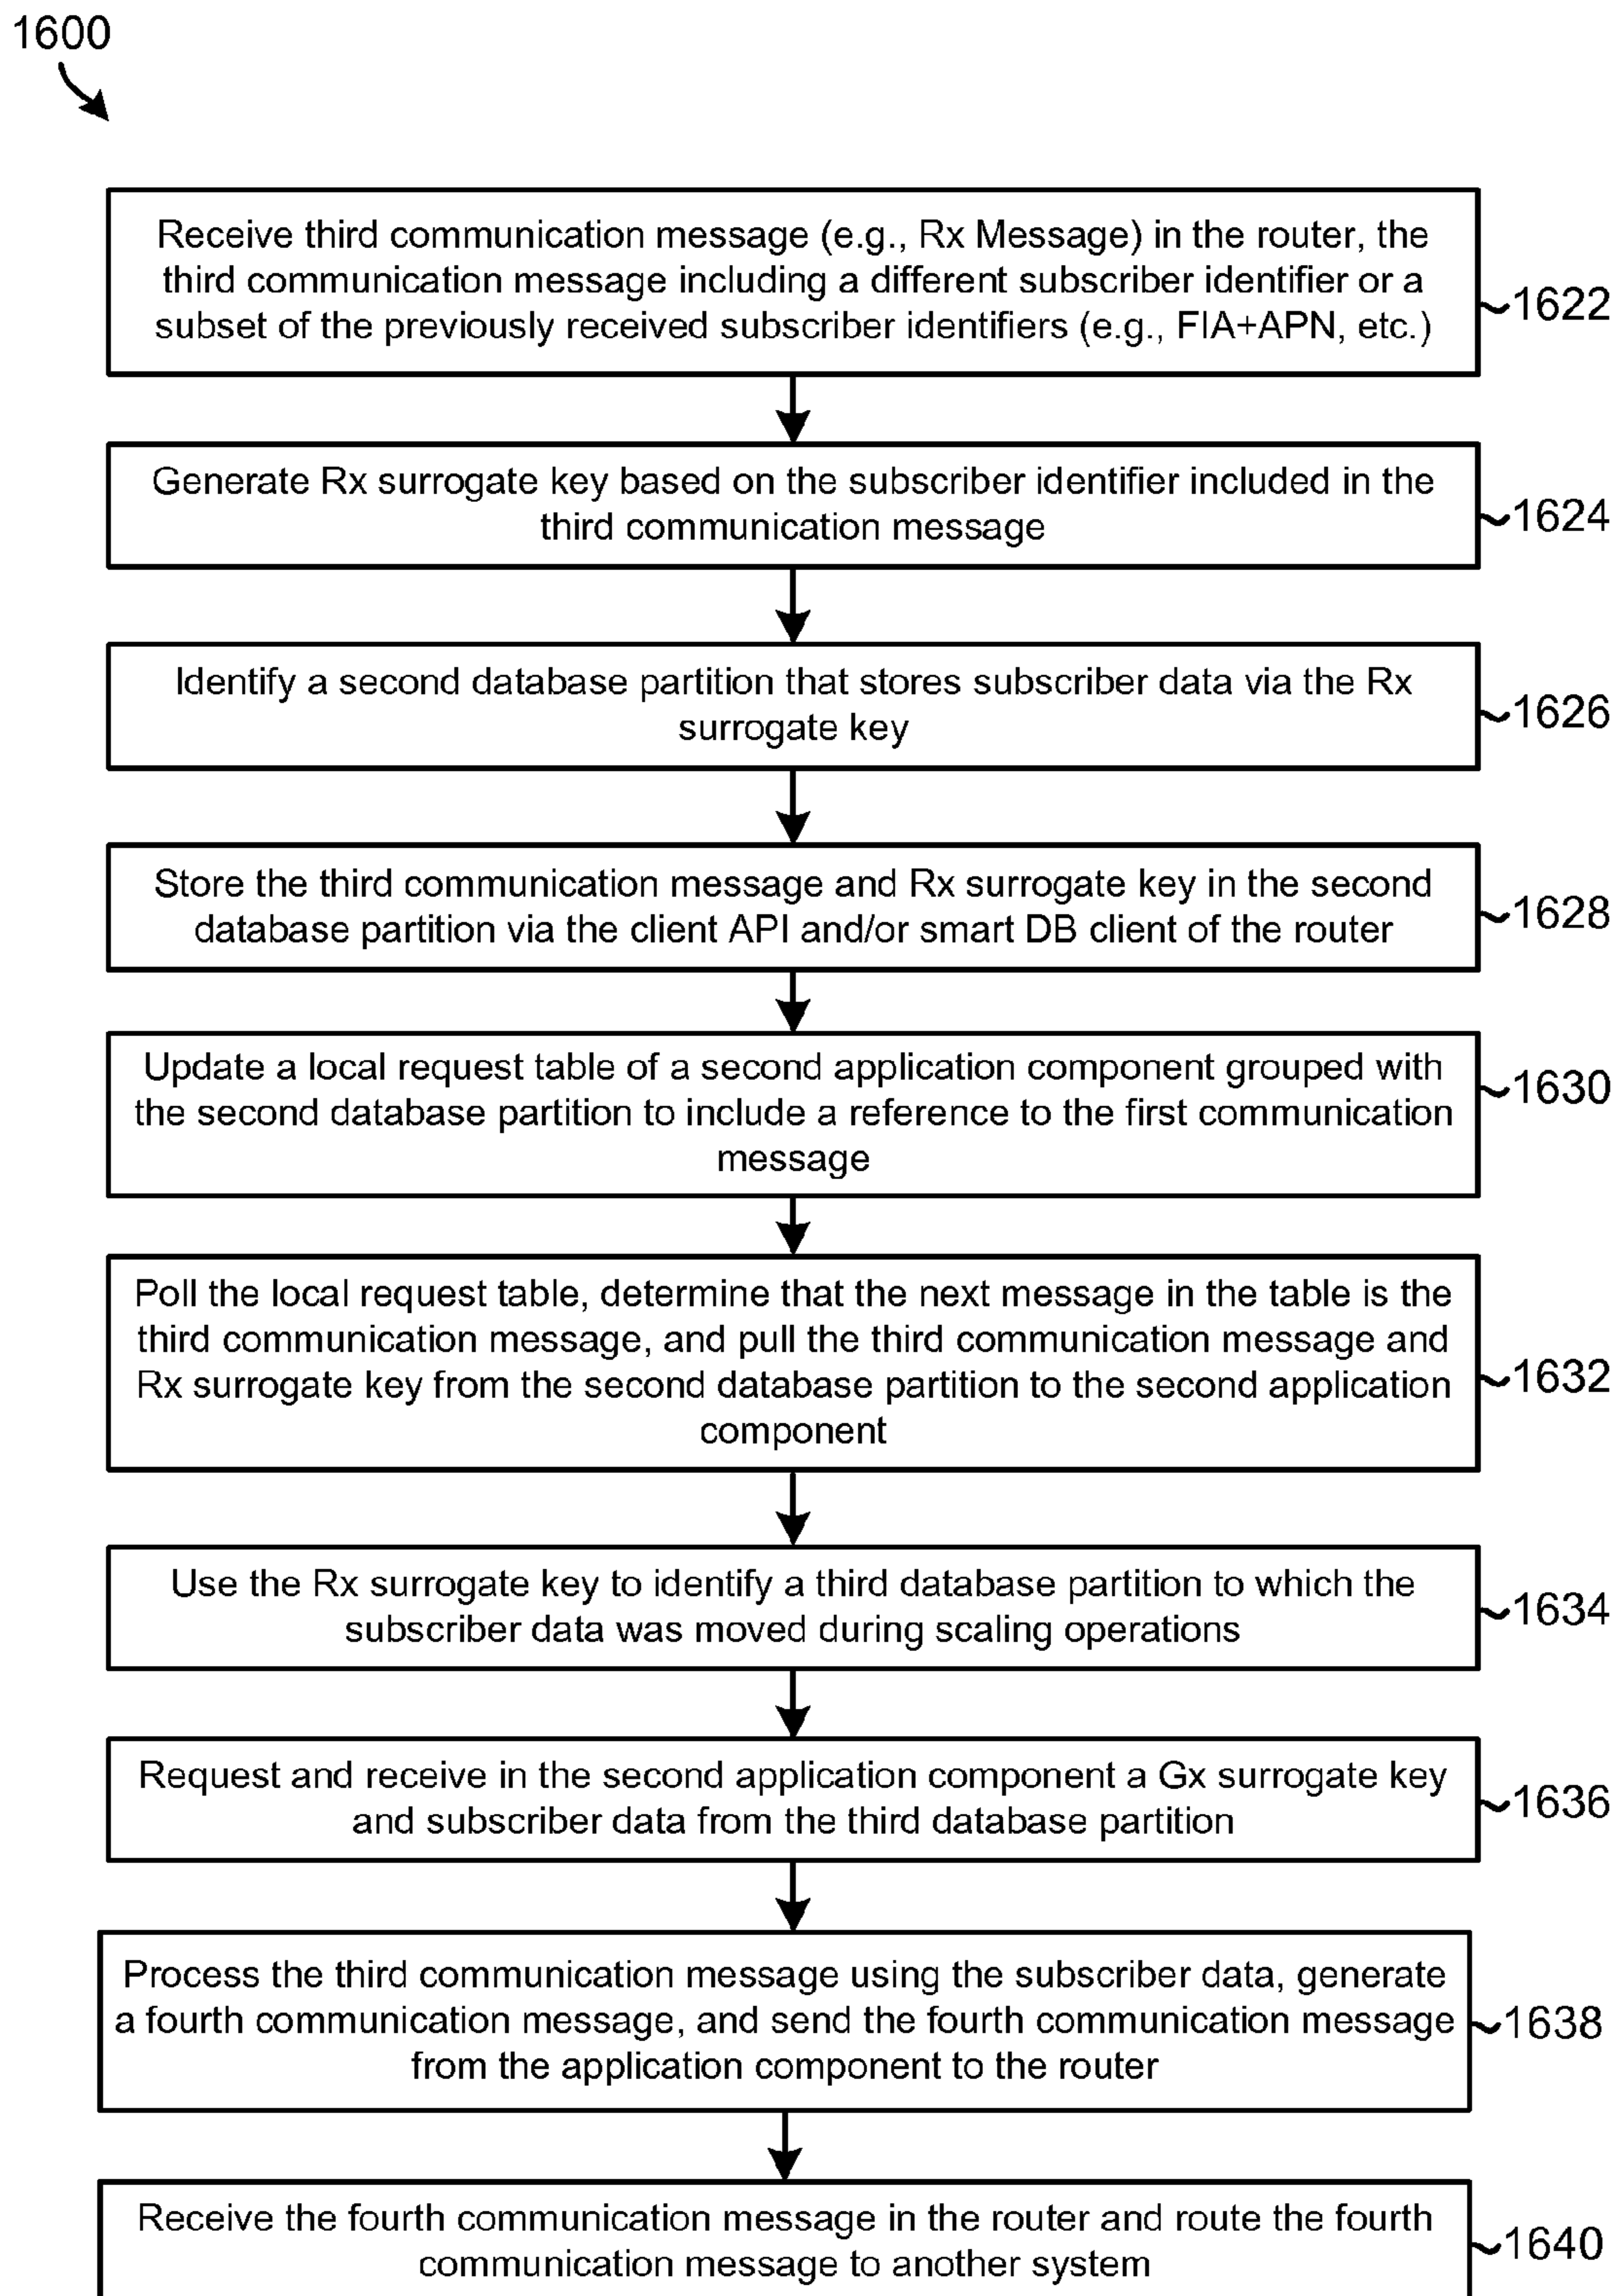 1600
Receive third communication message (e.g., Rx Message) in the router, the
third communication message including a different subscriber identifier or a
subset of the previously received subscriber identifiers (e.g., FIA+APN, etc.)
1622
Generate Rx surrogate key based on the subscriber identifier included in the
third communication message
1624
Identify a second database partition that stores subscriber data via the Rx
surrogate key
1626
Store the third communication message and Rx surrogate key in the second
database partition via the client API and/or smart DB client of the router
1628
Update a local request table of a second application component grouped with
the second database partition to include a reference to the first communication
message
1630
Poll the local request table, determine that the next message in the table is the
third communication message, and pull the third communication message and
Rx surrogate key from the second database partition to the second application
component
1632
Use the Rx surrogate key to identify a third database partition to which the
subscriber data was moved during scaling operations
1634
Request and receive in the second application component a Gx surrogate key
and subscriber data from the third database partition
1636
Process the third communication message using the subscriber data, generate
a fourth communication message, and send the fourth communication message
from the application component to the router
1638
Receive the fourth communication message in the router and route the fourth
communication message to another system
1640